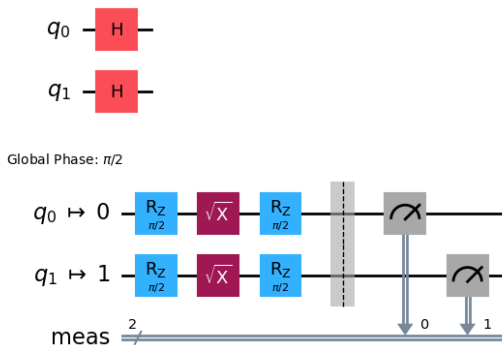 q0 H
q1 H
Global Phase: π/2
q0 ↦ 0 RZ π/2 √X RZ π/2
q1 ↦ 1 RZ π/2 √X RZ π/2
meas 2 0 1